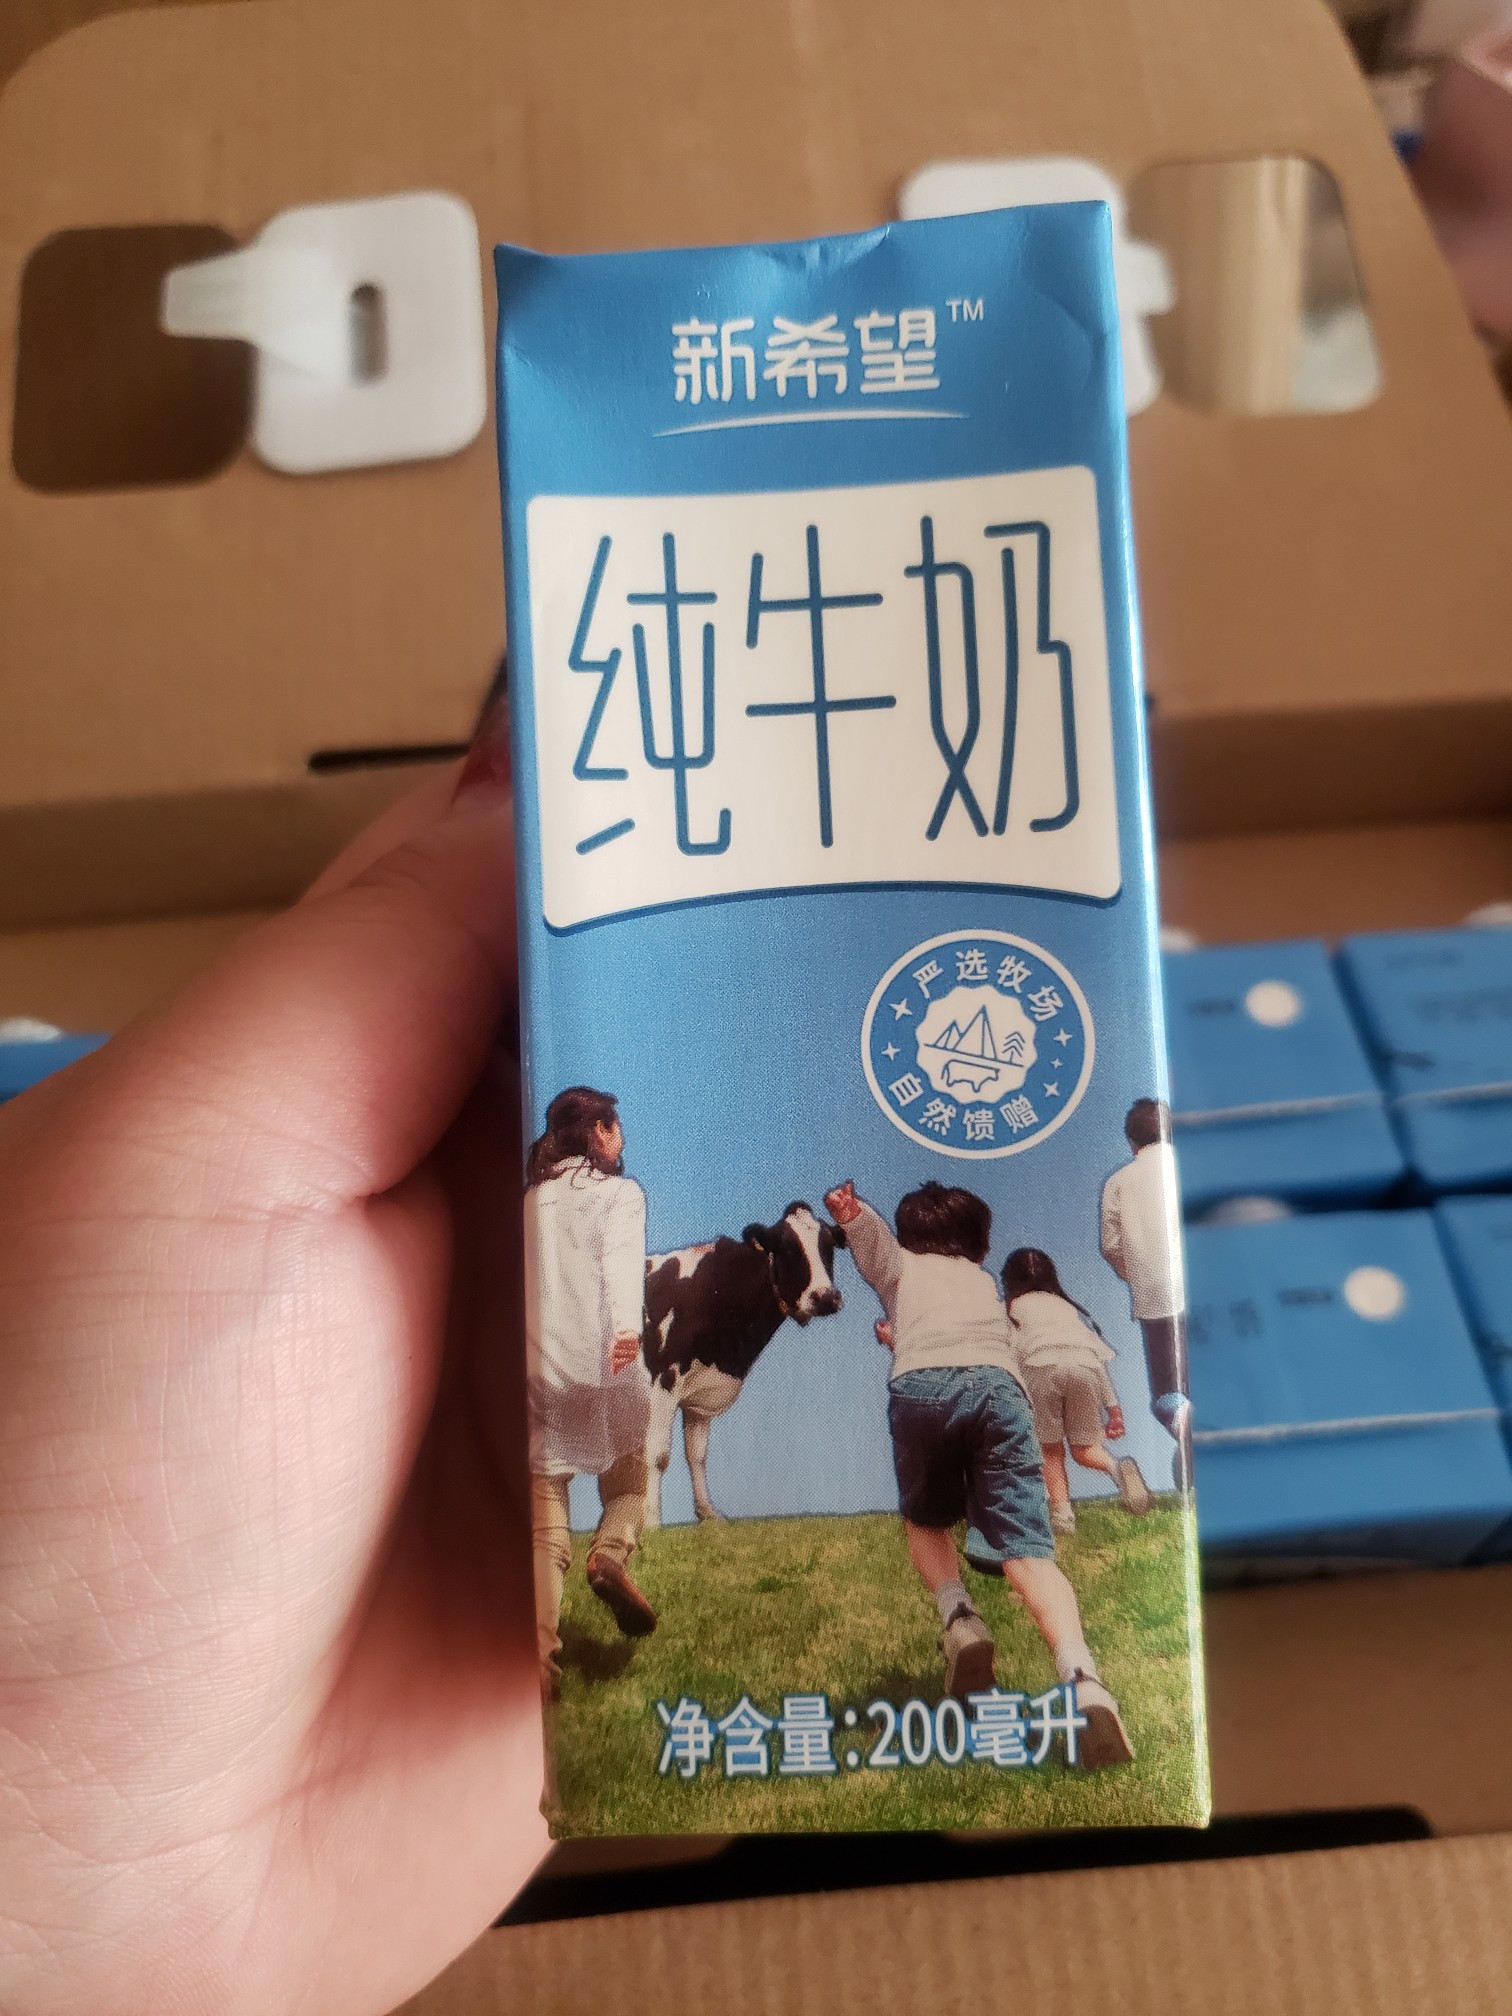 新希望™
纯牛奶
严选牧场
自然馈赠
净含量:200毫升